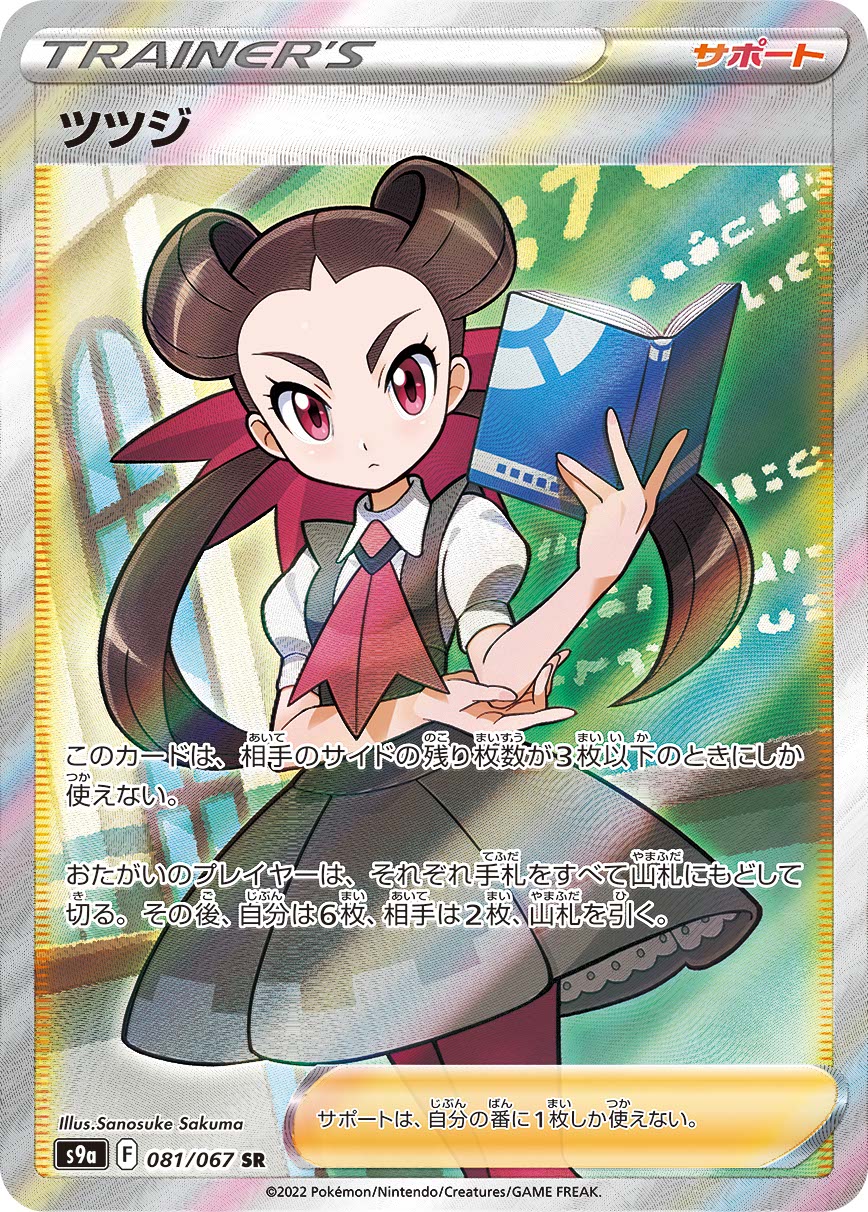 TRAINER'S サポート
ツツジ
このカードは、相手のサイドの残り枚数が3枚以下のときにしか
使えない。
おたがいのプレイヤーは、それぞれ手札をすべて山札にもどして
切る。その後、自分は6枚、相手は2枚、山札を引く。
Illus.Sanosuke Sakuma
サポートは、自分の番に1枚しか使えない。
s9a F 081/067 SR
©2022 Pokémon/Nintendo/Creatures/GAME FREAK.